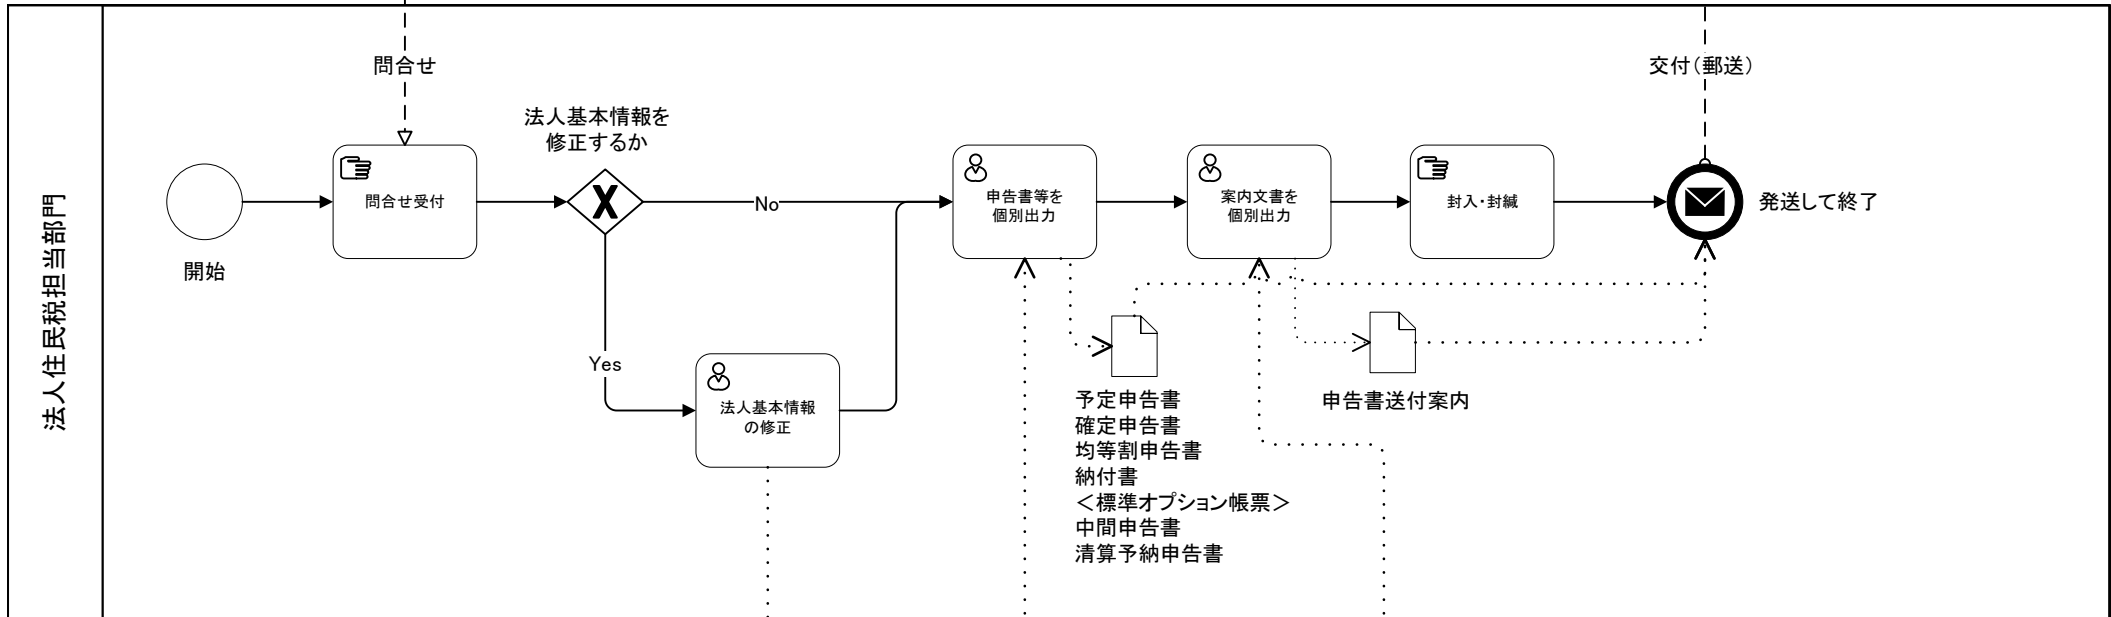 法人住民税担当部門
問合せ
交付(郵送)
法人基本情報を
修正するか
開始
問合せ受付
No
Yes
法人基本情報
の修正
申告書等を
個別出力
案内文書を
個別出力
封入・封緘
発送して終了
予定申告書
確定申告書
均等割申告書
納付書
＜標準オプション帳票＞
中間申告書
清算予納申告書
申告書送付案内